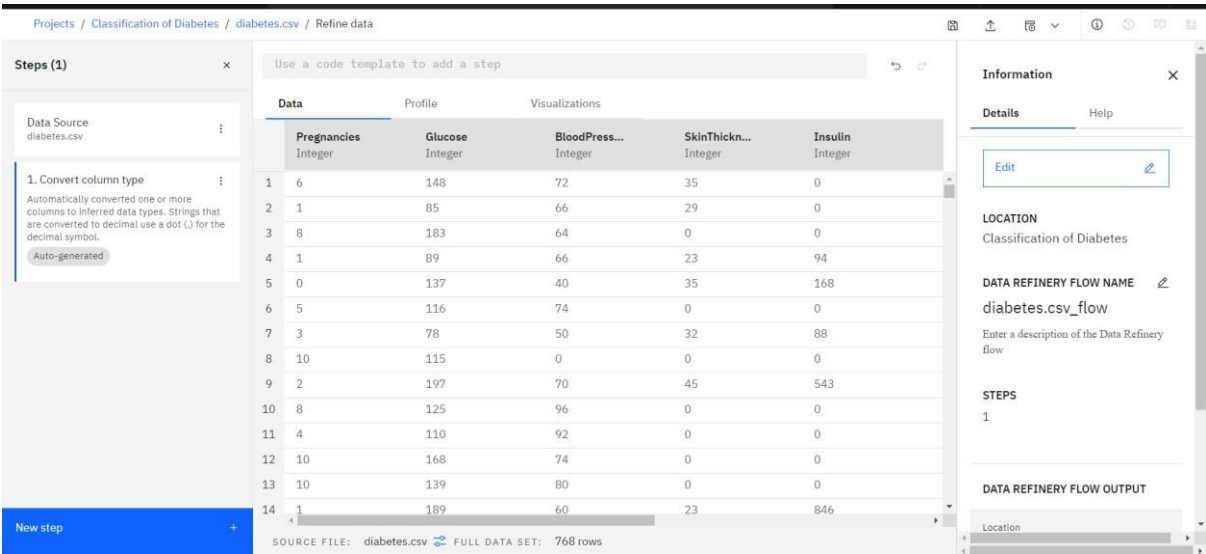 Projects / Classification of Diabetes / diabetes.csv / Refine data
Steps (1)
Data Source
diabetes.csv
1. Convert column type
Automatically converted one or more
columns to inferred data types. Strings that
are converted to decimal use a dot (.) for the
decimal symbol.
Auto-generated
New step +
Use a code template to add a step
Data Profile Visualizations
Pregnancies Glucose BloodPress... SkinThickn... Insulin
Integer Integer Integer Integer Integer
1 6 148 72 35 0
2 1 85 66 29 0
3 8 183 64 0 0
4 1 89 66 23 94
5 0 137 40 35 168
6 5 116 74 0 0
7 3 78 50 32 88
8 10 115 0 0 0
9 2 197 70 45 543
10 8 125 96 0 0
11 4 110 92 0 0
12 10 168 74 0 0
13 10 139 80 0 0
14 1 189 60 23 846
SOURCE FILE: diabetes.csv FULL DATA SET: 768 rows
Information
Details Help
Edit
LOCATION
Classification of Diabetes
DATA REFINERY FLOW NAME
diabetes.csv_flow
Enter a description of the Data Refinery
flow
STEPS
1
DATA REFINERY FLOW OUTPUT
Location